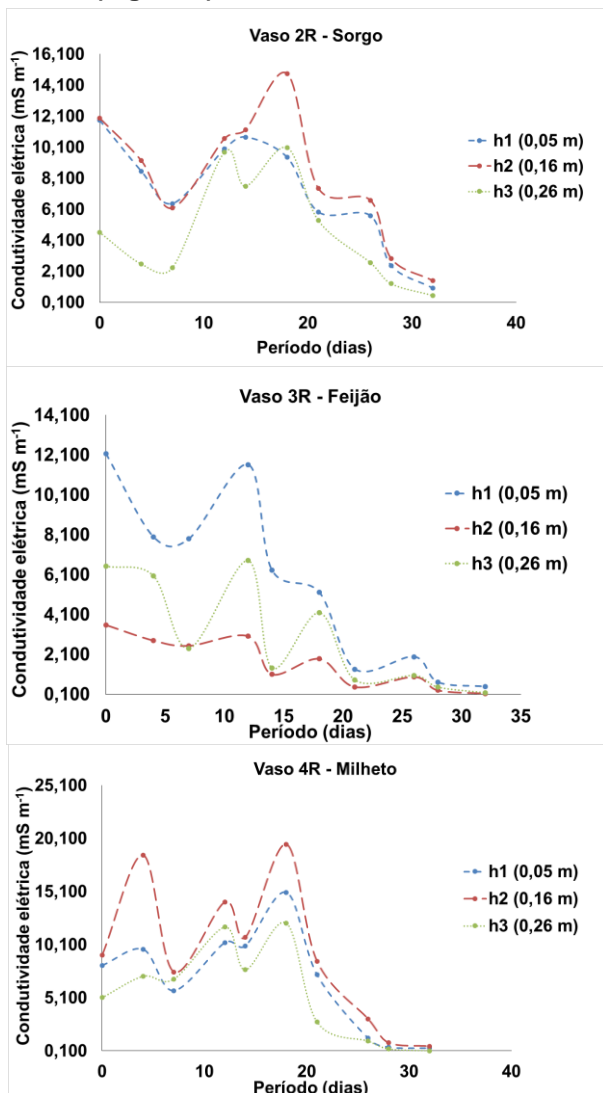 Vaso 2R - Sorgo
Condutividade elétrica (mS m⁻¹)
16,100
14,100
12,100
10,100
8,100
6,100
4,100
2,100
0,100
0 10 20 30 40
Período (dias)
h1 (0,05 m)
h2 (0,16 m)
h3 (0,26 m)
Vaso 3R - Feijão
Condutividade elétrica (mS m⁻¹)
14,100
12,100
10,100
8,100
6,100
4,100
2,100
0,100
0 5 10 15 20 25 30 35
Período (dias)
h1 (0,05 m)
h2 (0,16 m)
h3 (0,26 m)
Vaso 4R - Milheto
Condutividade elétrica (mS m⁻¹)
25,100
20,100
15,100
10,100
5,100
0,100
0 10 20 30 40
Período (dias)
h1 (0,05 m)
h2 (0,16 m)
h3 (0,26 m)